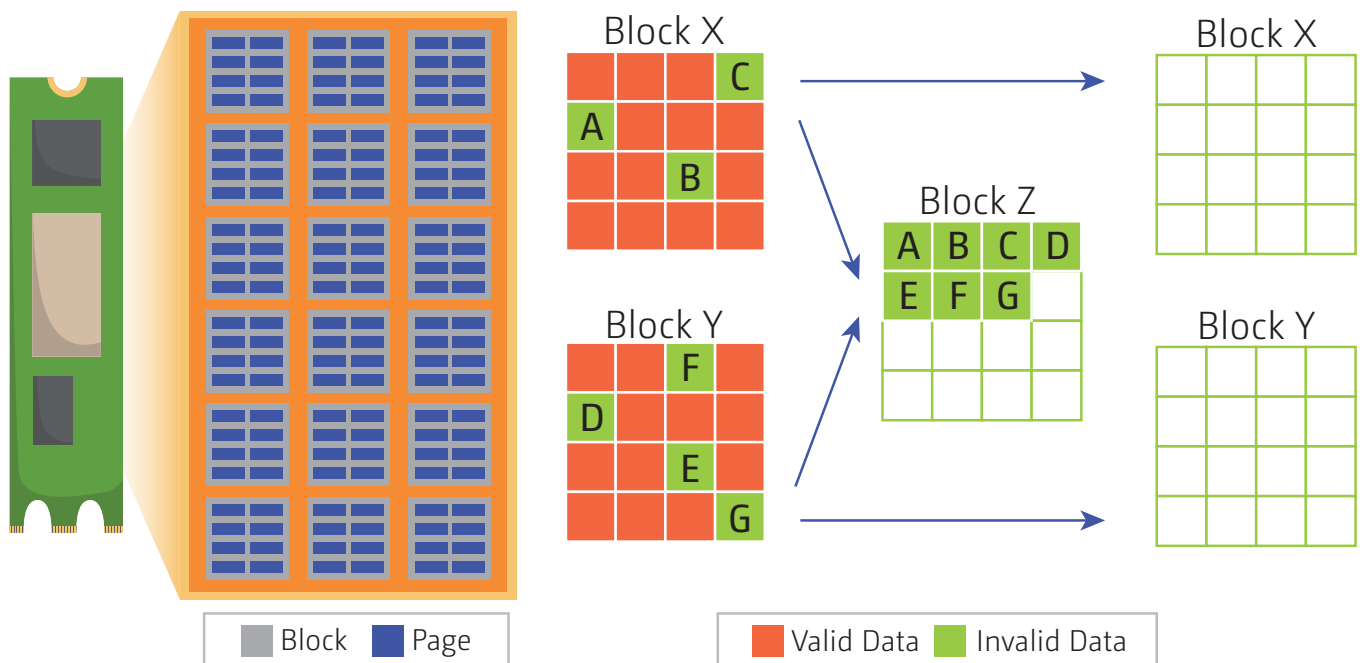 Block X
C
A
B
Block Y
F
D
E
G
Block Z
A B C D
E F G
Block X
Block Y
Block Page
Valid Data Invalid Data